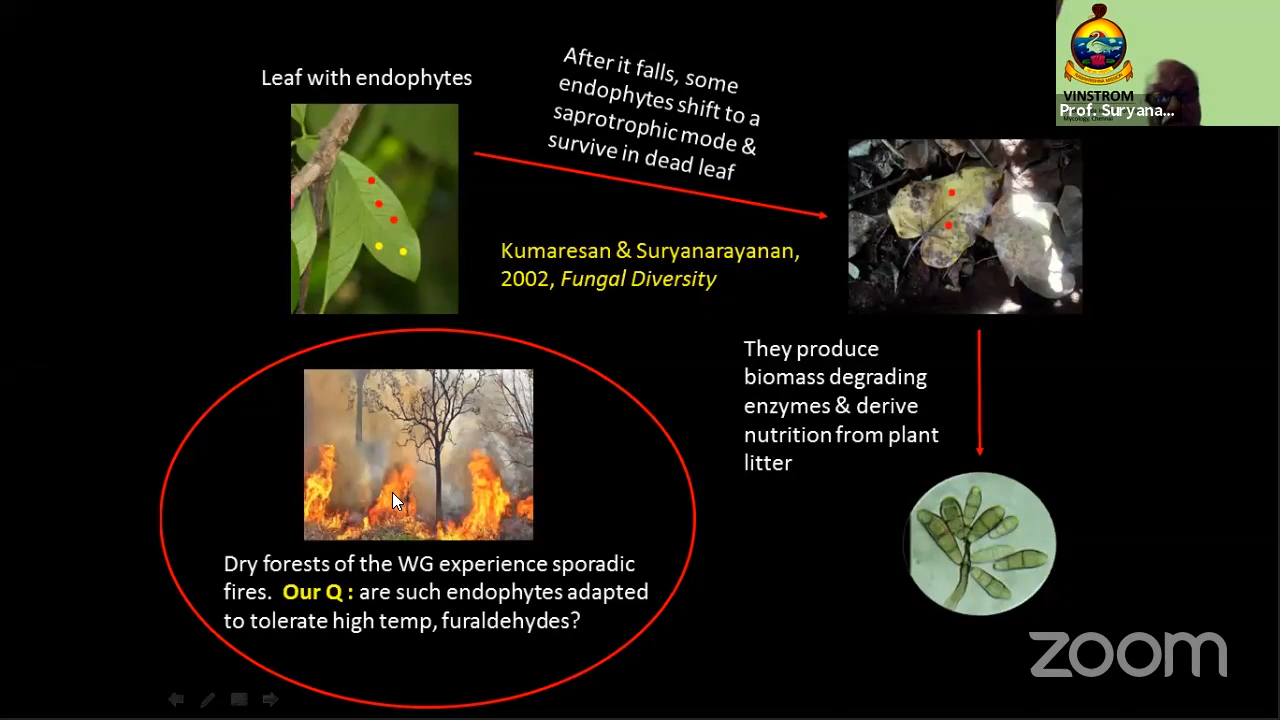 Leaf with endophytes
After it falls, some
endophytes shift to a
saprotrophic mode &
survive in dead leaf
Kumaresan & Suryanarayanan,
2002, Fungal Diversity
They produce
biomass degrading
enzymes & derive
nutrition from plant
litter
Dry forests of the WG experience sporadic
fires. Our Q : are such endophytes adapted
to tolerate high temp, furaldehydes?
VINSTROM
Prof. Suryana...
Mycology, Chennai
zoom